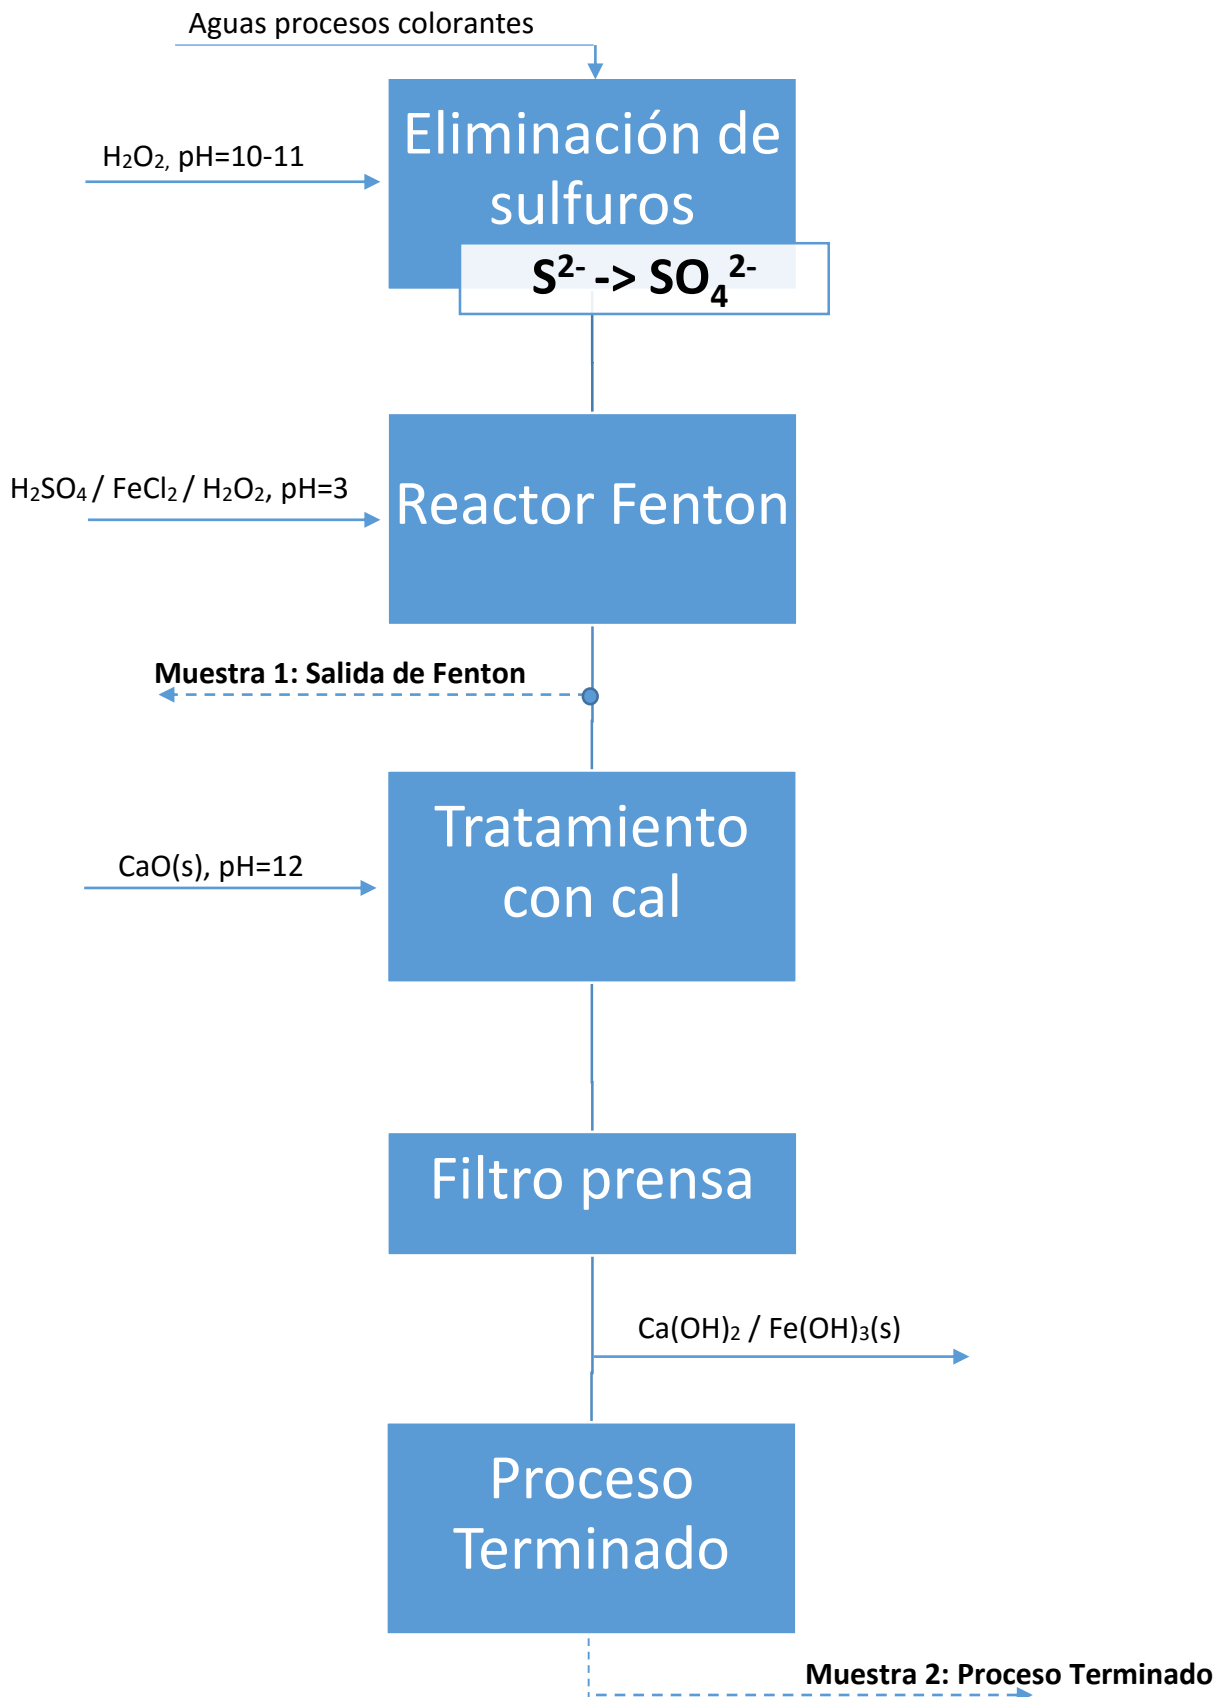 Aguas procesos colorantes
Eliminación de
sulfuros
H₂O₂, pH=10-11
S²⁻ -> SO₄²⁻
H₂SO₄ / FeCl₂ / H₂O₂, pH=3
Reactor Fenton
Muestra 1: Salida de Fenton
Tratamiento
con cal
CaO(s), pH=12
Filtro prensa
Ca(OH)₂ / Fe(OH)₃(s)
Proceso
Terminado
Muestra 2: Proceso Terminado